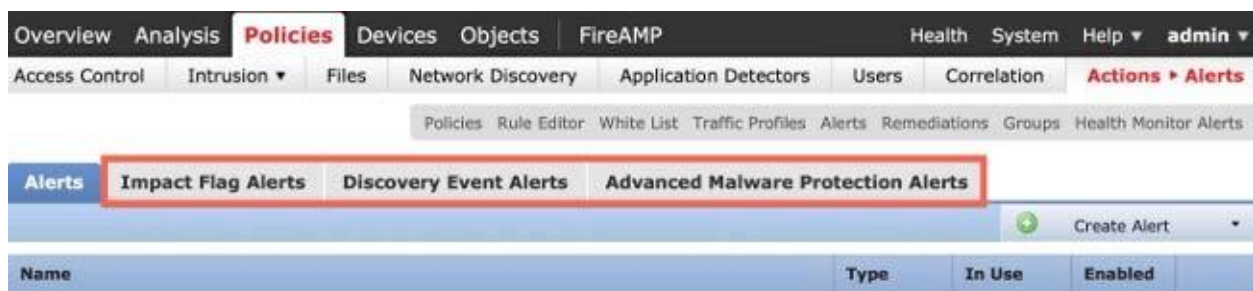 Overview Analysis Policies Devices Objects FireAMP Health System Help ▾ admin ▾
Access Control Intrusion ▾ Files Network Discovery Application Detectors Users Correlation Actions ▸ Alerts
Policies Rule Editor White List Traffic Profiles Alerts Remediations Groups Health Monitor Alerts
Alerts Impact Flag Alerts Discovery Event Alerts Advanced Malware Protection Alerts
Create Alert
Name Type In Use Enabled